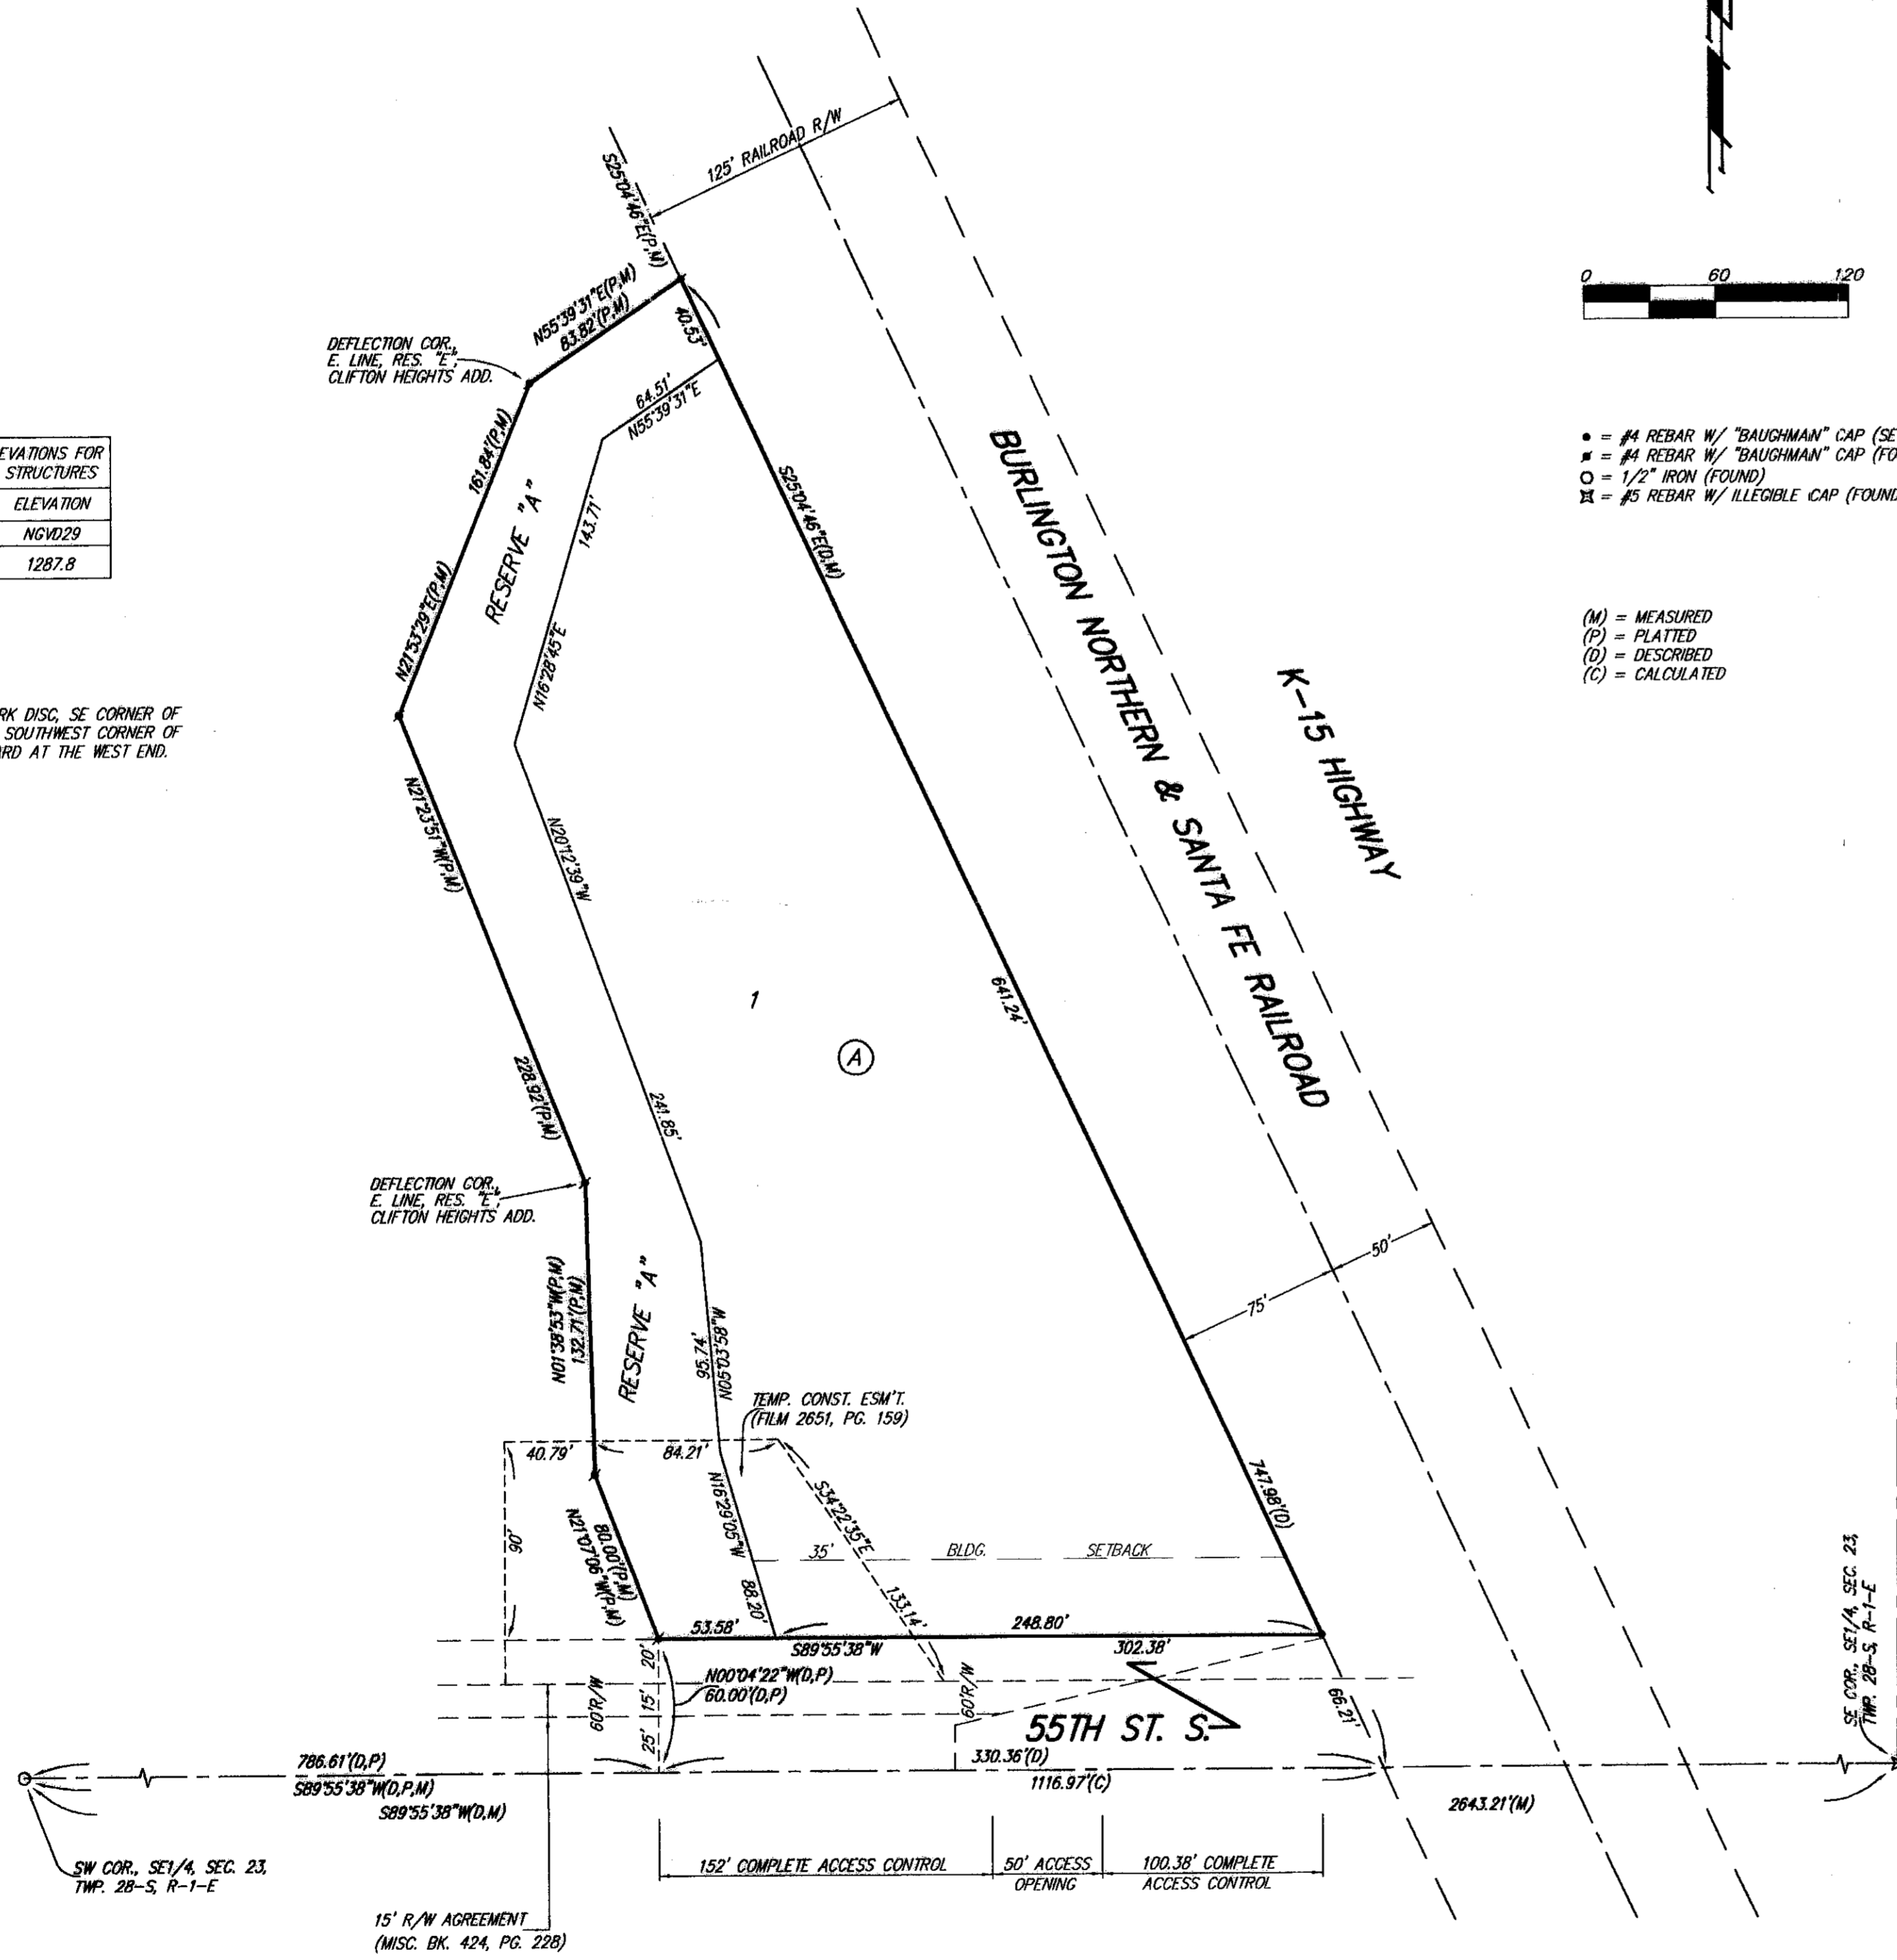 125' RAILROAD R/W
S25°04'46"E(P,M)
0 60 120
N55°39'31"E(P,M)
83.82'(P,M)
40.53'
DEFLECTION COR.,
E. LINE, RES. "E",
CLIFTON HEIGHTS ADD.
64.51'
N55°39'31"E
161.84'(P,M)
N21°53'29"E(P,M)
RESERVE "A"
143.71'
N16°28'45"E
S25°04'46"E(D,M)
EVATIONS FOR
STRUCTURES
ELEVATION
NGVD29
1287.8
● = #4 REBAR W/ "BAUGHMAN" CAP (SE
= #4 REBAR W/ "BAUGHMAN" CAP (FO
O = 1/2" IRON (FOUND)
= #5 REBAR W/ ILLEGIBLE CAP (FOUND
(M) = MEASURED
(P) = PLATTED
(D) = DESCRIBED
(C) = CALCULATED
BURLINGTON NORTHERN & SANTA FE RAILROAD
K-15 HIGHWAY
RK DISC, SE CORNER OF
SOUTHWEST CORNER OF
RD AT THE WEST END.
N21°23'51"W(P,M)
228.92'(P,M)
N20°12'39"W
241.85'
1
A
641.24'
DEFLECTION COR.,
E. LINE, RES. "E",
CLIFTON HEIGHTS ADD.
N01°38'53"W(P,M)
132.71'(P,M)
RESERVE "A"
95.74'
N05°03'58"W
50'
75'
TEMP. CONST. ESM'T.
(FILM 2651, PG. 159)
40.79'
84.21'
90'
N16°29'05"W
88.20'
S34°22'35"E
133.14'
747.98'(D)
35' BLDG. SETBACK
80.00'(P,M)
N21°07'06"W(P,M)
53.58'
248.80'
S89°55'38"W
302.38'
20'
15'
25'
60'R/W
N00°04'22"W(D,P)
60.00'(D,P)
60'R/W
55TH ST. S.
66.21'
786.61'(D,P)
S89°55'38"W(D,P,M)
S89°55'38"W(D,M)
330.36'(D)
1116.97'(C)
2643.21'(M)
SE COR., SE1/4, SEC. 23,
TWP. 28-S, R-1-E
SW COR., SE1/4, SEC. 23,
TWP. 28-S, R-1-E
152' COMPLETE ACCESS CONTROL
50' ACCESS
OPENING
100.38' COMPLETE
ACCESS CONTROL
15' R/W AGREEMENT
(MISC. BK. 424, PG. 228)